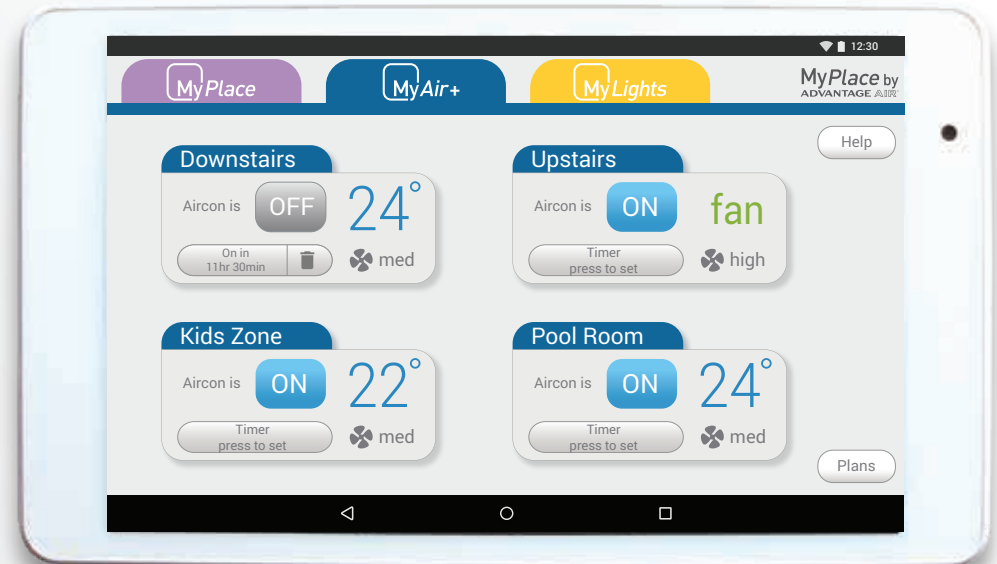 12:30
MyPlace
MyAir+
MyLights
MyPlace by
ADVANTAGE AIR
Help
Downstairs
Aircon is OFF 24°
On in
11hr 30min
med
Upstairs
Aircon is ON fan
Timer
press to set
high
Kids Zone
Aircon is ON 22°
Timer
press to set
med
Pool Room
Aircon is ON 24°
Timer
press to set
med
Plans